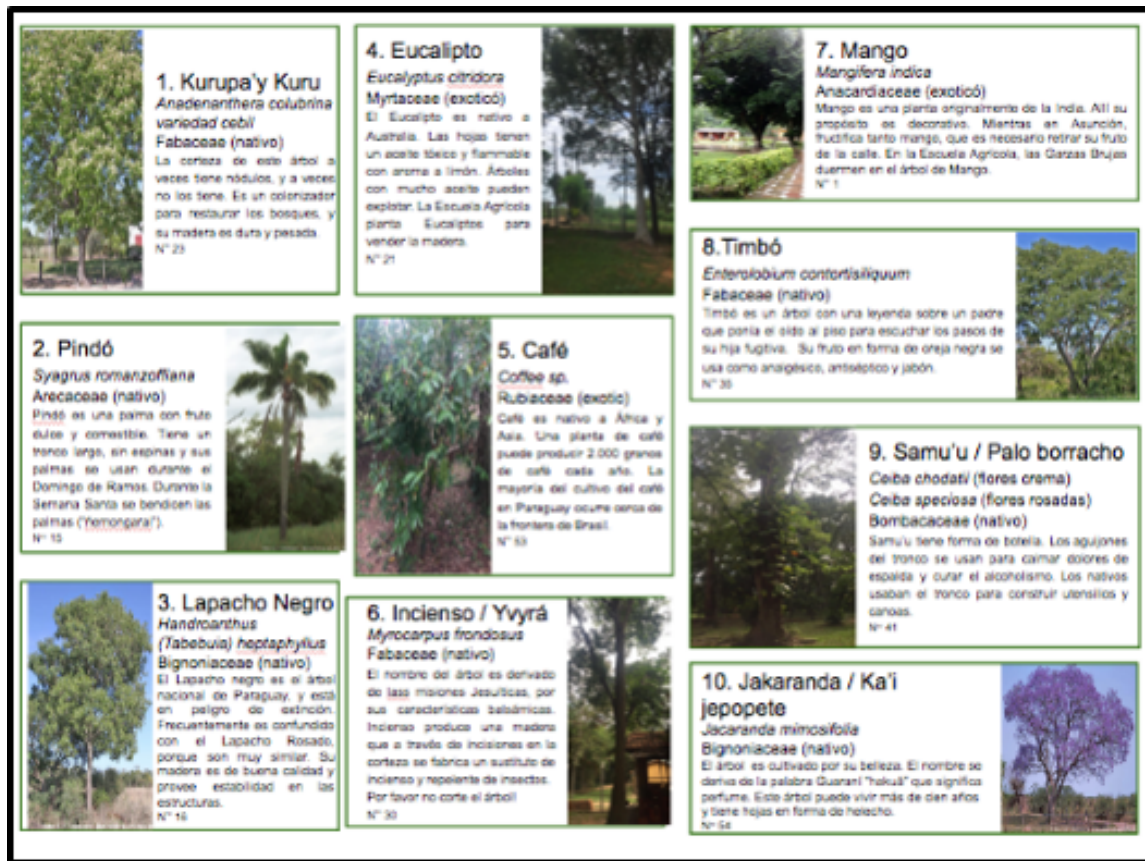 1. Kurupa'y Kuru
Anadenanthera colubrina
variedad cebil
Fabaceae (nativo)
La corteza de este árbol a
veces tiene nódulos, y a veces
no los tiene. Es un colonizador
para restaurar los bosques, y
su madera es dura y pesada.
N° 23
2. Pindó
Syagrus romanzoffiana
Arecaceae (nativo)
Pindó es una palma con fruto
dulce y comestible. Tiene un
tronco largo, sin espinas y sus
palmas se usan durante el
Domingo de Ramos. Durante la
Semana Santa se bendicen las
palmas ("Yemongarai").
3. Lapacho Negro
Handroanthus
(Tabebuia) heptaphyllus
Bignoniaceae (nativo)
El Lapacho negro es el árbol
nacional de Paraguay, y está
en peligro de extinción.
Frecuentemente es confundido
con el Lapacho Rosado,
porque son muy similar. Su
madera es de buena calidad y
provee estabilidad en las
estructuras.
N° 16
4. Eucalipto
Eucalyptus citridora
Myrtaceae (exoticó)
El Eucalipto es nativo a
Australia. Las hojas tienen
un aceite tóxico y flammable
con aroma a limón. Árboles
con mucho aceite pueden
explotar. La Escuela Agrícola
planta Eucaliptos para
vender la madera.
N° 21
5. Café
Coffee sp.
Rubiaceae (exotic)
Café es nativo a África y
Asia. Una planta de café
puede producir 2.000 granos
de café cada año. La
mayoría del cultivo del café
en Paraguay ocurre cerca de
la frontera de Brasil.
N° 53
6. Incienso / Yvyrá
Myrocarpus frondosus
Fabaceae (nativo)
El nombre del árbol es derivado
de lass misiones Jesuíticas, por
sus características balsámicas.
Incienso produce una madera
que a través de incisiones en la
corteza se fabrica un sustituto de
incienso y repelente de insectos.
Por favor no corte el árbol!
N° 30
7. Mango
Mangifera indica
Anacardiaceae (exoticó)
Mango es una planta originalmente de la India. Allí su
propósito es decorativo. Mientras en Asunción,
fructifica tanto mango, que es necesario retirar su fruto
de la calle. En la Escuela Agrícola, las Garzas Brujas
duermen en el árbol de Mango.
N° 1
8.Timbó
Enterolobium contortisiliquum
Fabaceae (nativo)
Timbó es un árbol con una leyenda sobre un padre
que ponía el oído al piso para escuchar los pasos de
su hija fugitiva. Su fruto en forma de oreja negra se
usa como analgésico, antiséptico y jabón.
9. Samu'u / Palo borracho
Ceiba chodatii (flores crema)
Ceiba speciosa (flores rosadas)
Bombacaceae (nativo)
Samu'u tiene forma de botella. Los aguijones
del tronco se usan para calmar dolores de
espalda y curar el alcoholismo. Los nativos
usaban el tronco para construir utensilios y
canoas.
N° 41
10. Jakaranda / Ka'i
jepopete
Jacaranda mimosifolia
Bignoniaceae (nativo)
El árbol es cultivado por su belleza. El nombre se
deriva de la palabra Guaraní "hakuã" que significa
perfume. Este árbol puede vivir más de cien años
y tiene hojas en forma de helecho.
N° 54